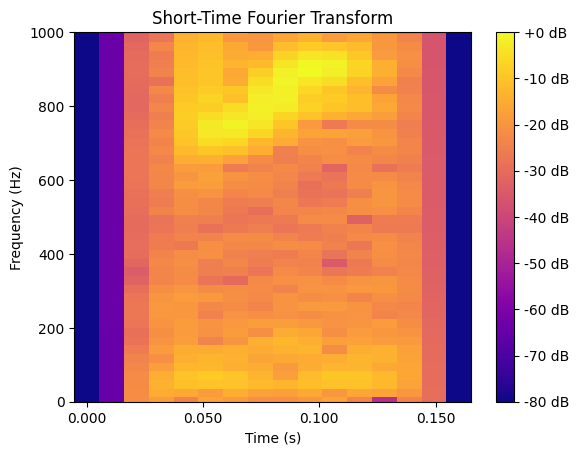 Short-Time Fourier Transform
Frequency (Hz)
1000
800
600
400
200
0
0.000
0.050
0.100
0.150
Time (s)
+0 dB
-10 dB
-20 dB
-30 dB
-40 dB
-50 dB
-60 dB
-70 dB
-80 dB